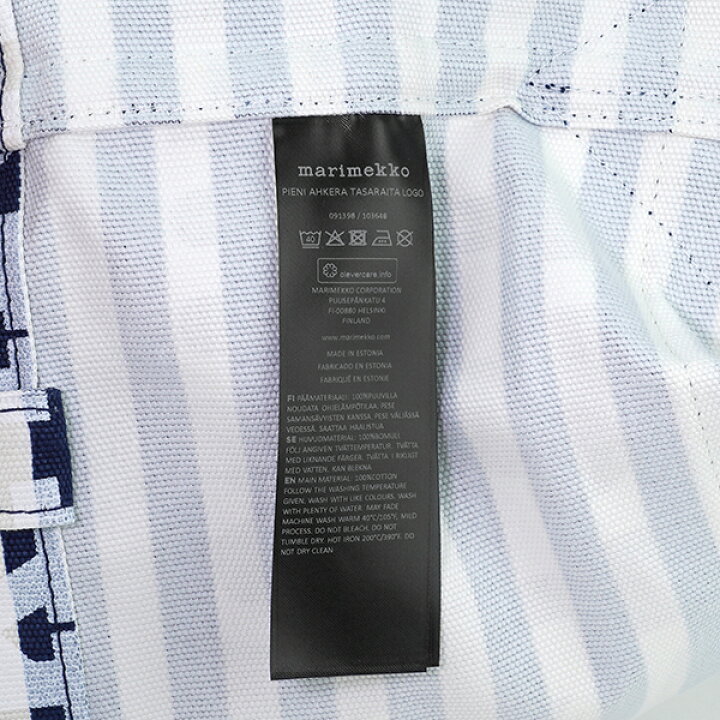 marimekko
PIENI AHKERA TASARAITA LOGO
091398 / 103648
40
clevercare.info
MARIMEKKO CORPORATION
PUUSEPÄNKATU 4
FI-00880 HELSINKI
FINLAND
www.marimekko.com
MADE IN ESTONIA
FABRICADO EN ESTONIA
FABRIQUÉ EN ESTONIE
FI PÄÄMATERIAALI: 100%PUUVILLA
NOUDATA OHJELÄMPÖTILAA. PESE
SAMANSÄVYISTEN KANSSA. PESE VÄLJÄSSÄ
VEDESSÄ. SAATTAA HAALISTUA
SE HUVUDMATERIAL: 100%BOMULL
FÖLJ ANGIVEN TVÄTTEMPERATUR. TVÄTTA
MED LIKNANDE FÄRGER. TVÄTTA I RIKLIGT
MED VATTEN. KAN BLEKNA
EN MAIN MATERIAL: 100%COTTON
FOLLOW THE WASHING TEMPERATURE
GIVEN. WASH WITH LIKE COLOURS. WASH
WITH PLENTY OF WATER. MAY FADE
MACHINE WASH WARM 40°C/105°F, MILD
PROCESS. DO NOT BLEACH. DO NOT
TUMBLE DRY. HOT IRON 200°C/390°F. DO
NOT DRY CLEAN